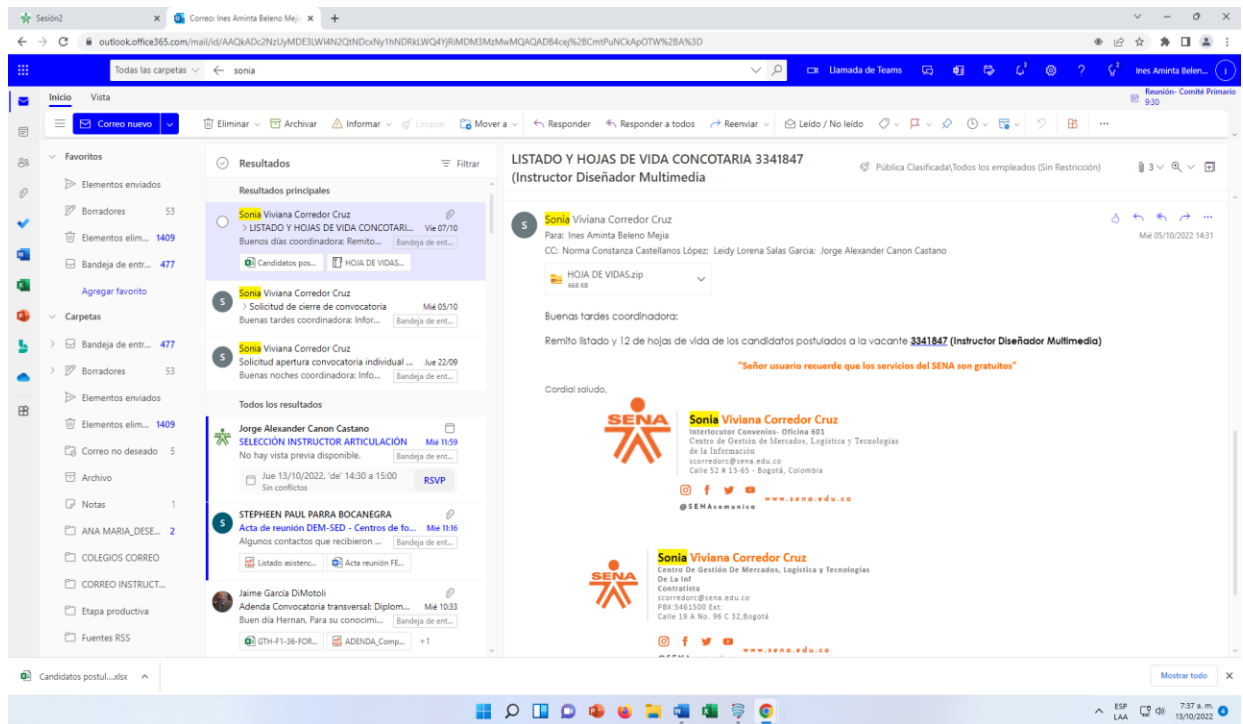 Sesión2
Correo: Ines Aminta Beleno Meji
outlook.office365.com/mail/id/AAQkADc2NzUyMDE3LWI4N2QtNDcxNy1hNDRkLWQ4YjRiMDM3MzMwMQAQADB4cej%2BCmtPuNCkApOTW%2BA%3D
Todas las carpetas
sonia
Llamada de Teams
3
2
Ines Aminta Belen...
I
Inicio
Vista
Reunión- Comité Primario
9:30
Correo nuevo
Eliminar
Archivar
Informar
Limpiar
Mover a
Responder
Responder a todos
Reenviar
Leído / No leído
Favoritos
Elementos enviados
Borradores 53
Elementos elim... 1409
Bandeja de entr... 477
Agregar favorito
Carpetas
Bandeja de entr... 477
Borradores 53
Elementos enviados
Elementos elim... 1409
Correo no deseado 5
Archivo
Notas 1
ANA MARIA_DESE... 2
COLEGIOS CORREO
CORREO INSTRUCT...
Etapa productiva
Fuentes RSS
Resultados
Filtrar
Resultados principales
Sonia Viviana Corredor Cruz
> LISTADO Y HOJAS DE VIDA CONCOTARI... Vie 07/10
Buenos días coordinadora: Remito... Bandeja de ent...
Candidatos pos... HOJA DE VIDAS...
S
Sonia Viviana Corredor Cruz
> Solicitud de cierre de convocatoria Mié 05/10
Buenas tardes coordinadora: Infor... Bandeja de ent...
S
Sonia Viviana Corredor Cruz
Solicitud apertura convocatoria individual ... Jue 22/09
Buenas noches coordinadora: Info... Bandeja de ent...
Todos los resultados
Jorge Alexander Canon Castano
SELECCIÓN INSTRUCTOR ARTICULACIÓN Mié 11:59
No hay vista previa disponible. Bandeja de ent...
Jue 13/10/2022, 'de' 14:30 a 15:00
Sin conflictos
RSVP
S
STEPHEEN PAUL PARRA BOCANEGRA
Acta de reunión DEM-SED - Centros de fo... Mié 11:16
Algunos contactos que recibieron ... Bandeja de ent...
Listado asistenc... Acta reunión FE...
Jaime García DiMotoli
Adenda Convocatoria transversal: Diplom... Mié 10:33
Buen día Hernan. Para su conocimi... Bandeja de ent...
GTH-F1-36-FOR... ADENDA_Comp... +1
LISTADO Y HOJAS DE VIDA CONCOTARIA 3341847
(Instructor Diseñador Multimedia
Pública Clasificada\Todos los empleados (Sin Restricción)
3
S
Sonia Viviana Corredor Cruz
Para: Ines Aminta Beleno Mejia
Mié 05/10/2022 14:31
CC: Norma Constanza Castellanos López; Leidy Lorena Salas Garcia; Jorge Alexander Canon Castano
HOJA DE VIDAS.zip
668 KB
Buenas tardes coordinadora:
Remito listado y 12 de hojas de vida de los candidatos postulados a la vacante 3341847 (Instructor Diseñador Multimedia)
"Señor usuario recuerde que los servicios del SENA son gratuitos"
Cordial saludo,
SENA
Sonia Viviana Corredor Cruz
Interlocutor Convenios- Oficina 601
Centro de Gestión de Mercados, Logística y Tecnologías
de la Información
scorredorc@sena.edu.co
Calle 52 # 13-65 - Bogotá, Colombia
@SENAcomunica
www.sena.edu.co
SENA
Sonia Viviana Corredor Cruz
Centro De Gestión De Mercados, Logística y Tecnologías
De La Inf
Contratista
scorredorc@sena.edu.co
PBX:5461500 Ext:
Calle 19 A No. 96 C 32,Bogotá
www.sena.edu.co
Candidatos postul....xlsx
Mostrar todo
ESP
LAA
7:37 a. m.
13/10/2022
4